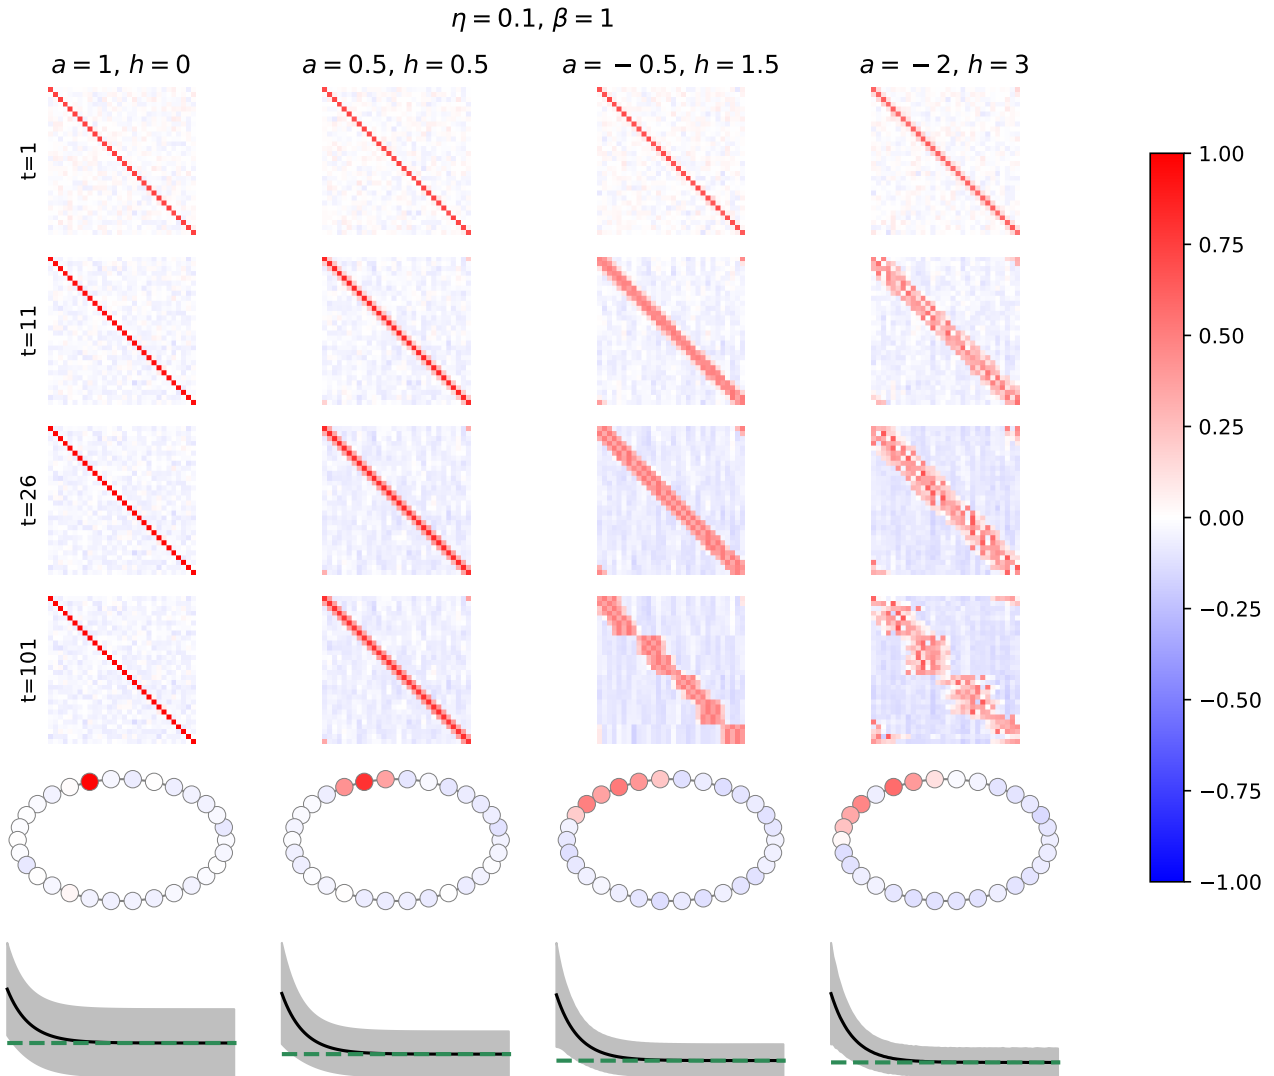 η = 0.1, β = 1
a = 1, h = 0
a = 0.5, h = 0.5
a = −0.5, h = 1.5
a = −2, h = 3
t=1
t=11
t=26
t=101
1.00
0.75
0.50
0.25
0.00
−0.25
−0.50
−0.75
−1.00